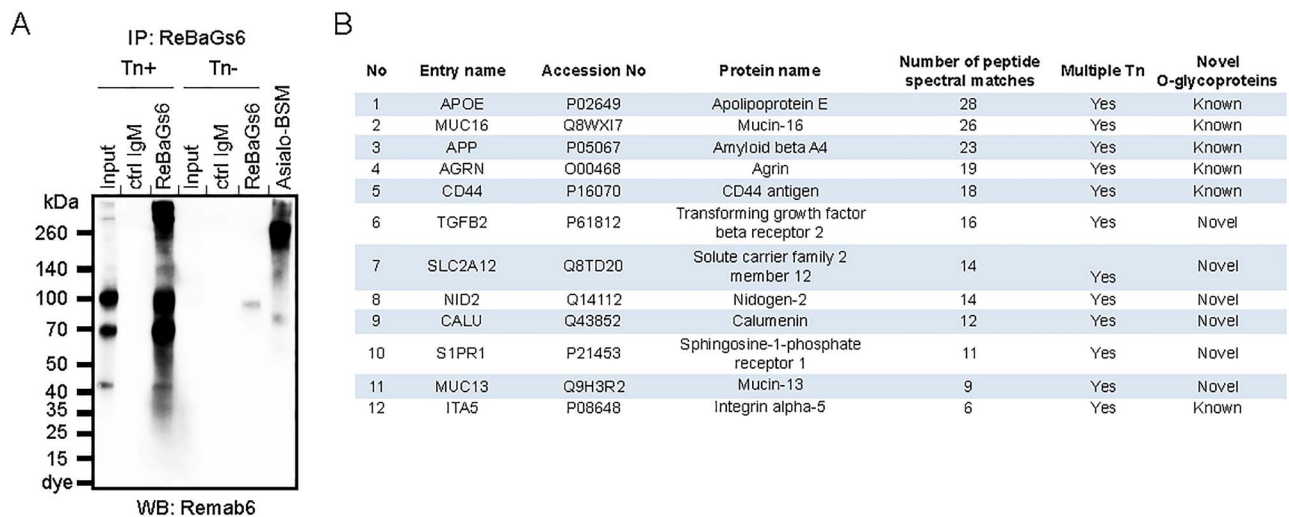 A
IP: ReBaGs6
Tn+ Tn-
Input
ctrl IgM
ReBaGs6
Input
ctrl IgM
ReBaGs6
Asialo-BSM
kDa
260
140
100
70
50
40
35
25
15
dye
WB: Remab6
B
No Entry name Accession No Protein name Number of peptide spectral matches Multiple Tn Novel O-glycoproteins
1 APOE P02649 Apolipoprotein E 28 Yes Known
2 MUC16 Q8WXI7 Mucin-16 26 Yes Known
3 APP P05067 Amyloid beta A4 23 Yes Known
4 AGRN O00468 Agrin 19 Yes Known
5 CD44 P16070 CD44 antigen 18 Yes Known
6 TGFB2 P61812 Transforming growth factor beta receptor 2 16 Yes Novel
7 SLC2A12 Q8TD20 Solute carrier family 2 member 12 14 Yes Novel
8 NID2 Q14112 Nidogen-2 14 Yes Novel
9 CALU Q43852 Calumenin 12 Yes Novel
10 S1PR1 P21453 Sphingosine-1-phosphate receptor 1 11 Yes Novel
11 MUC13 Q9H3R2 Mucin-13 9 Yes Novel
12 ITA5 P08648 Integrin alpha-5 6 Yes Known